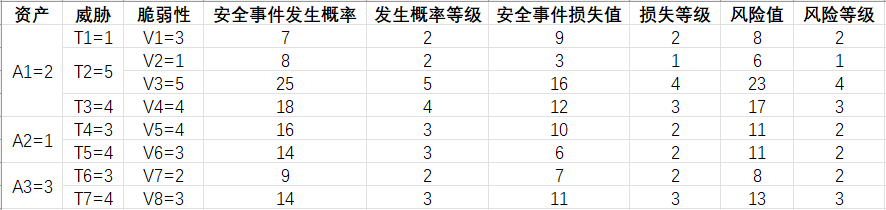 资产 威胁 脆弱性 安全事件发生概率 发生概率等级 安全事件损失值 损失等级 风险值 风险等级
A1=2 T1=1 V1=3 7 2 9 2 8 2
T2=5 V2=1 8 2 3 1 6 1
V3=5 25 5 16 4 23 4
T3=4 V4=4 18 4 12 3 17 3
A2=1 T4=3 V5=4 16 3 10 2 11 2
T5=4 V6=3 14 3 6 2 11 2
A3=3 T6=3 V7=2 9 2 7 2 8 2
T7=4 V8=3 14 3 11 3 13 3